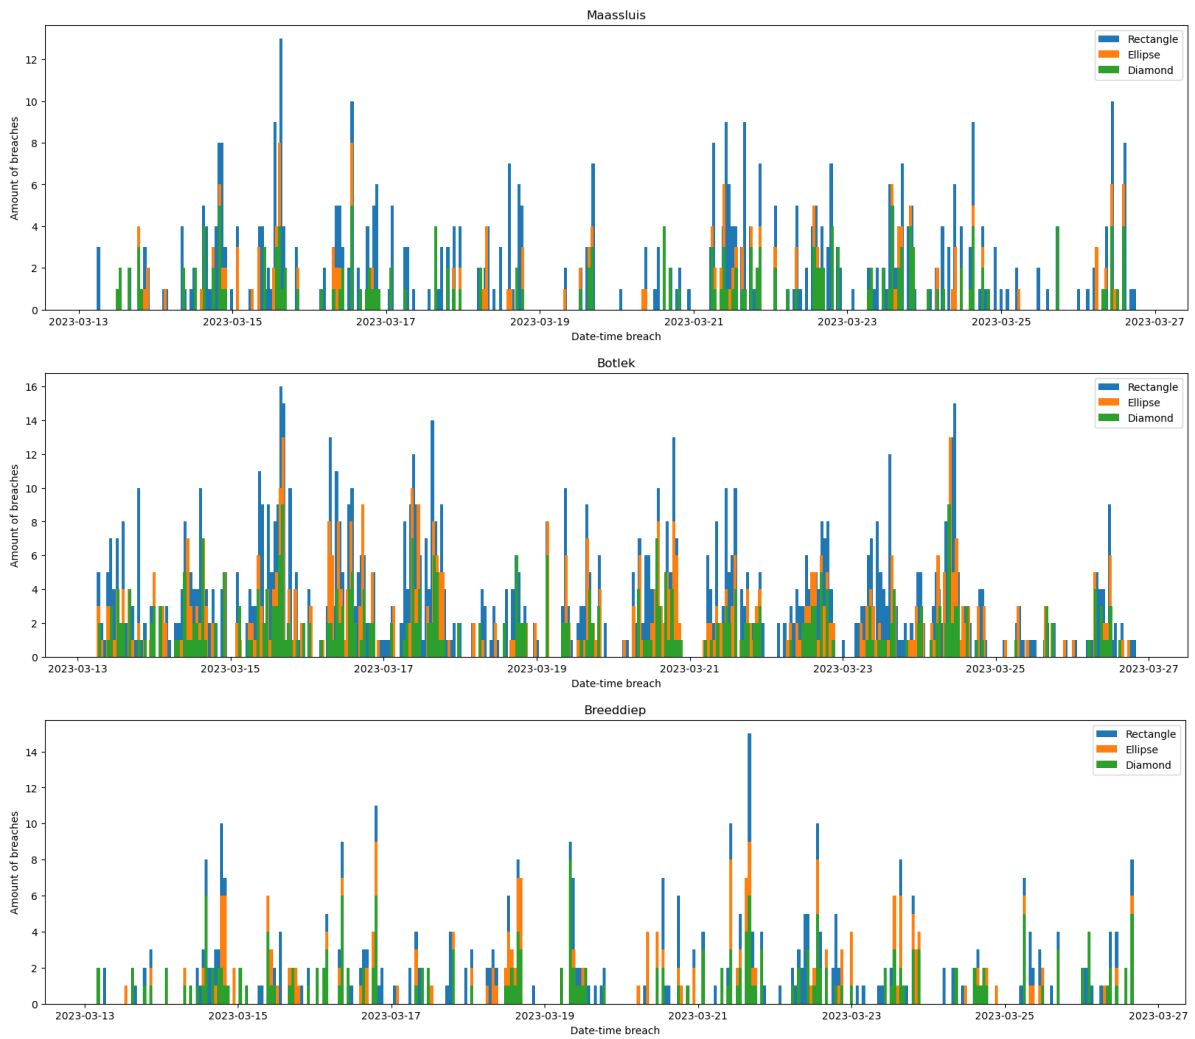 Maassluis
Rectangle
Ellipse
Diamond
Amount of breaches
12
10
8
6
4
2
0
2023-03-13 2023-03-15 2023-03-17 2023-03-19 2023-03-21 2023-03-23 2023-03-25 2023-03-27
Date-time breach
Botlek
Rectangle
Ellipse
Diamond
Amount of breaches
16
14
12
10
8
6
4
2
0
2023-03-13 2023-03-15 2023-03-17 2023-03-19 2023-03-21 2023-03-23 2023-03-25 2023-03-27
Date-time breach
Breeddiep
Rectangle
Ellipse
Diamond
Amount of breaches
14
12
10
8
6
4
2
0
2023-03-13 2023-03-15 2023-03-17 2023-03-19 2023-03-21 2023-03-23 2023-03-25 2023-03-27
Date-time breach